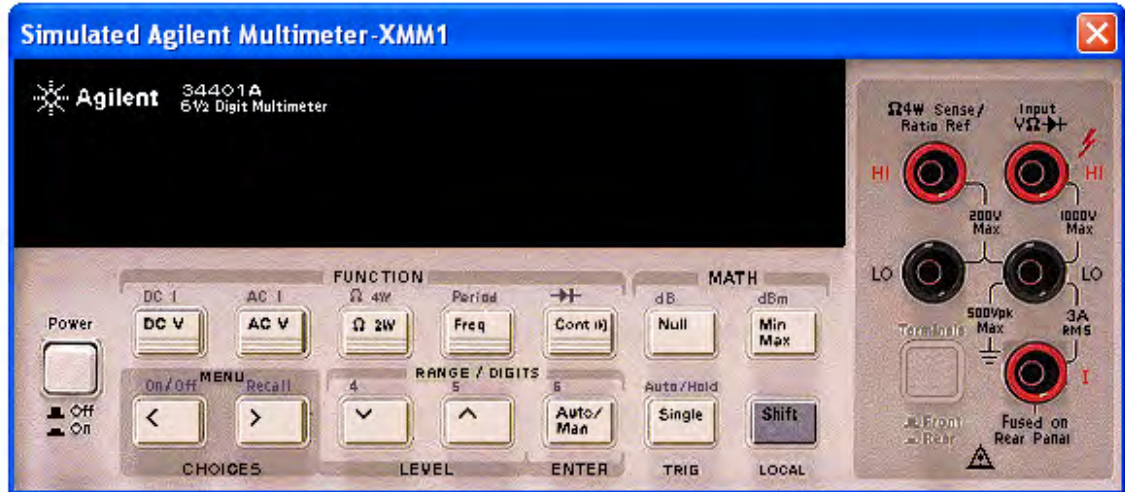 Simulated Agilent Multimeter-XMM1
Agilent 34401A
6½ Digit Multimeter
Ω4W Sense/ Ratio Ref
Input VΩ
HI
HI
200V Max
1000V Max
LO
LO
500Vpk Max
3A RMS
Terminals
I
Front
Rear
Fused on Rear Panal
FUNCTION
MATH
DC I
AC I
Ω 4W
Period
dB
dBm
Power
DC V
AC V
Ω 2W
Freq
Cont
Null
Min Max
Off
On
MENU
RANGE / DIGITS
On/Off
Recall
4
5
6
Auto/Hold
<
>
Auto/ Man
Single
Shift
CHOICES
LEVEL
ENTER
TRIG
LOCAL